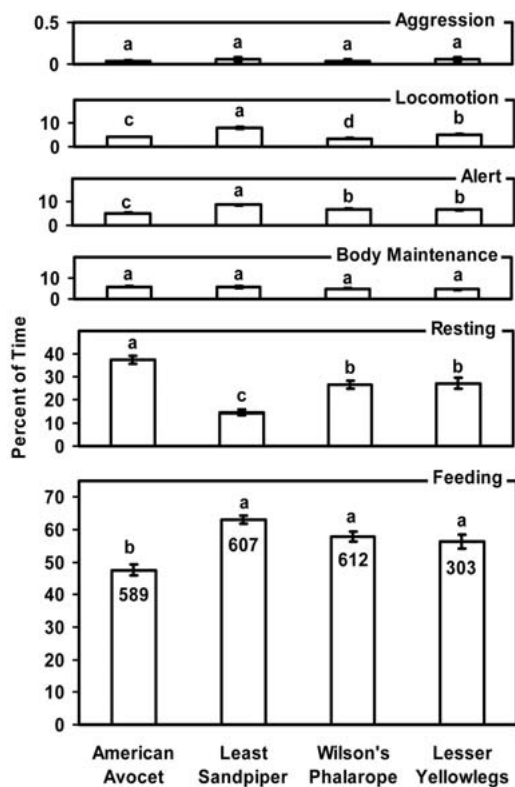 Aggression
0.5
a a a a
0
Locomotion
10
c a d b
0
Alert
10
c a b b
0
Body Maintenance
10
a a a a
0
Percent of Time
Resting
40
a
30
b b
20
c
10
0
Feeding
70
a a a
60
b
607 612 303
50
589
40
30
20
10
0
American Least Wilson's Lesser
Avocet Sandpiper Phalarope Yellowlegs